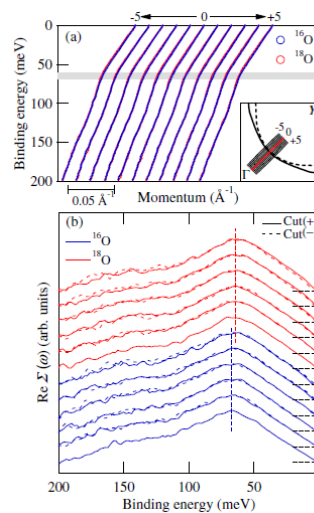 -5 0 +5
(a)
16O
18O
Binding energy (meV)
0
50
100
150
200
0.05 Å-1
Momentum (Å-1)
-5
0
+5
Γ
(b)
16O
18O
Cut(+
Cut(−
Re Σ (ω) (arb. units)
200 150 100 50
Binding energy (meV)